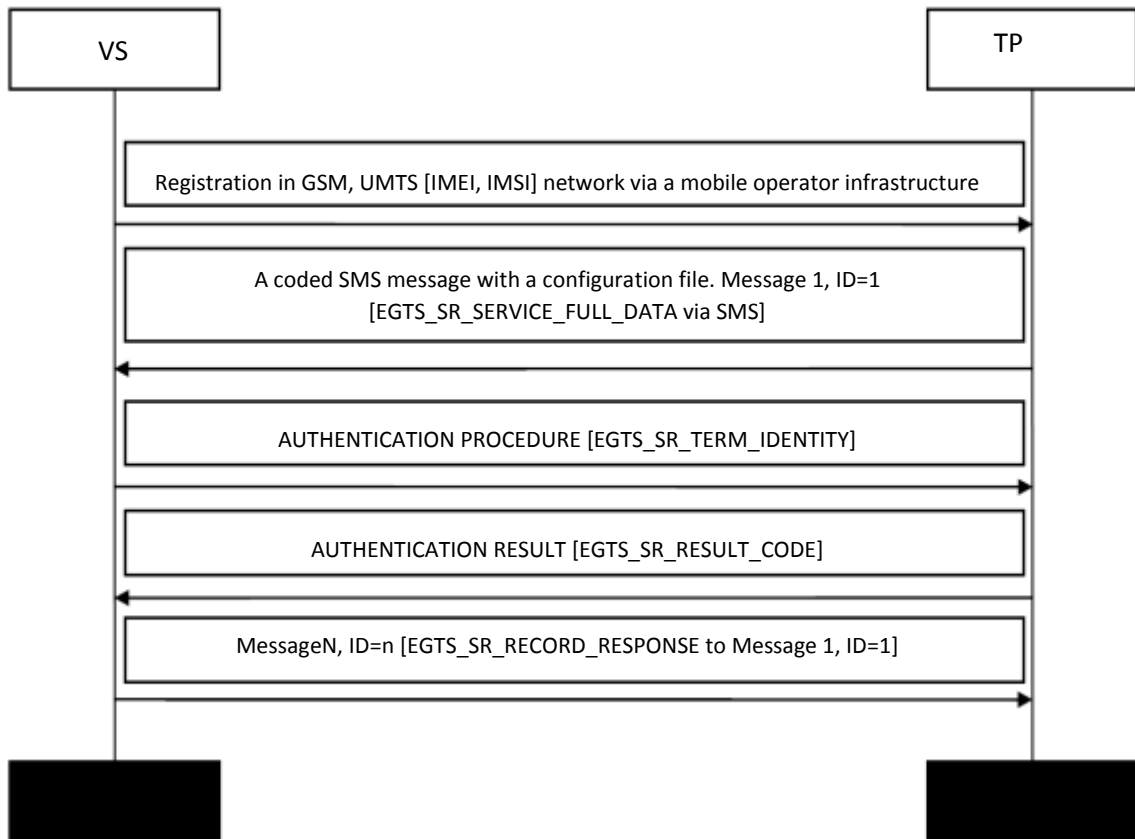 VS
TP
Registration in GSM, UMTS [IMEI, IMSI] network via a mobile operator infrastructure
A coded SMS message with a configuration file. Message 1, ID=1
[EGTS_SR_SERVICE_FULL_DATA via SMS]
AUTHENTICATION PROCEDURE [EGTS_SR_TERM_IDENTITY]
AUTHENTICATION RESULT [EGTS_SR_RESULT_CODE]
MessageN, ID=n [EGTS_SR_RECORD_RESPONSE to Message 1, ID=1]